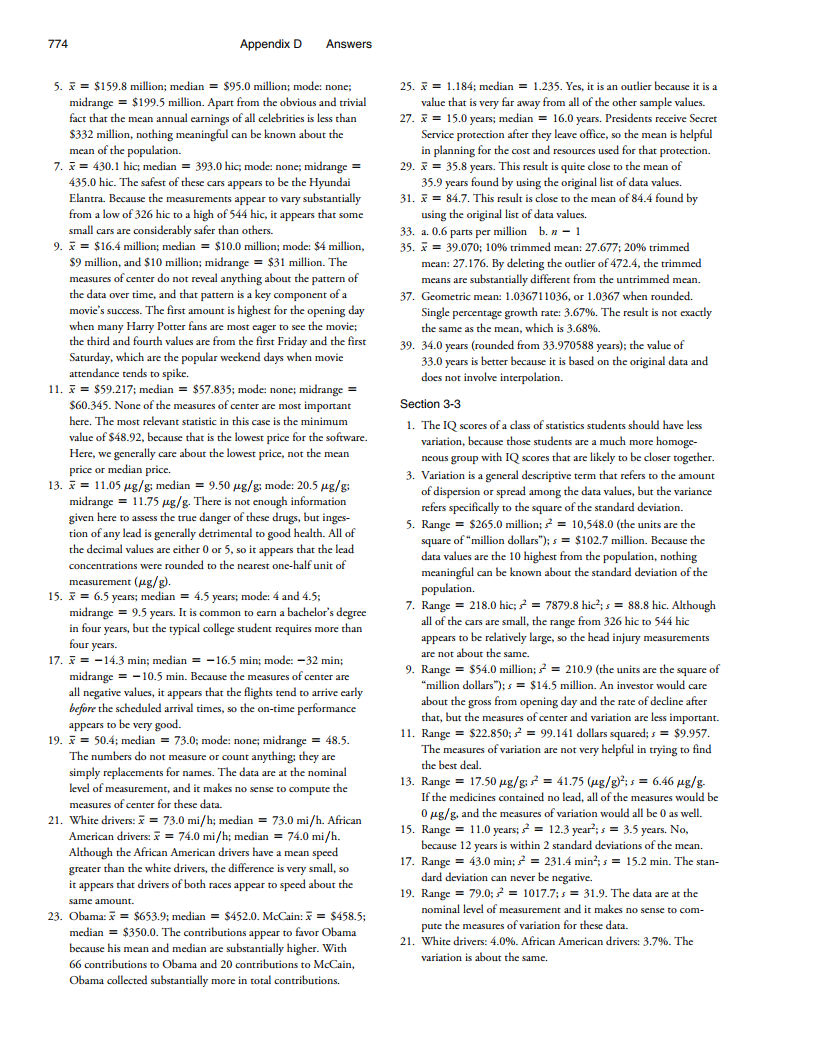 774
Appendix D Answers
5. x̄ = $159.8 million; median = $95.0 million; mode: none;
midrange = $199.5 million. Apart from the obvious and trivial
fact that the mean annual earnings of all celebrities is less than
$332 million, nothing meaningful can be known about the
mean of the population.
7. x̄ = 430.1 hic; median = 393.0 hic; mode: none; midrange =
435.0 hic. The safest of these cars appears to be the Hyundai
Elantra. Because the measurements appear to vary substantially
from a low of 326 hic to a high of 544 hic, it appears that some
small cars are considerably safer than others.
9. x̄ = $16.4 million; median = $10.0 million; mode: $4 million,
$9 million, and $10 million; midrange = $31 million. The
measures of center do not reveal anything about the pattern of
the data over time, and that pattern is a key component of a
movie's success. The first amount is highest for the opening day
when many Harry Potter fans are most eager to see the movie;
the third and fourth values are from the first Friday and the first
Saturday, which are the popular weekend days when movie
attendance tends to spike.
11. x̄ = $59.217; median = $57.835; mode: none; midrange =
$60.345. None of the measures of center are most important
here. The most relevant statistic in this case is the minimum
value of $48.92, because that is the lowest price for the software.
Here, we generally care about the lowest price, not the mean
price or median price.
13. x̄ = 11.05 μg/g; median = 9.50 μg/g; mode: 20.5 μg/g;
midrange = 11.75 μg/g. There is not enough information
given here to assess the true danger of these drugs, but inges-
tion of any lead is generally detrimental to good health. All of
the decimal values are either 0 or 5, so it appears that the lead
concentrations were rounded to the nearest one-half unit of
measurement (μg/g).
15. x̄ = 6.5 years; median = 4.5 years; mode: 4 and 4.5;
midrange = 9.5 years. It is common to earn a bachelor's degree
in four years, but the typical college student requires more than
four years.
17. x̄ = −14.3 min; median = −16.5 min; mode: −32 min;
midrange = −10.5 min. Because the measures of center are
all negative values, it appears that the flights tend to arrive early
before the scheduled arrival times, so the on-time performance
appears to be very good.
19. x̄ = 50.4; median = 73.0; mode: none; midrange = 48.5.
The numbers do not measure or count anything; they are
simply replacements for names. The data are at the nominal
level of measurement, and it makes no sense to compute the
measures of center for these data.
21. White drivers: x̄ = 73.0 mi/h; median = 73.0 mi/h. African
American drivers: x̄ = 74.0 mi/h; median = 74.0 mi/h.
Although the African American drivers have a mean speed
greater than the white drivers, the difference is very small, so
it appears that drivers of both races appear to speed about the
same amount.
23. Obama: x̄ = $653.9; median = $452.0. McCain: x̄ = $458.5;
median = $350.0. The contributions appear to favor Obama
because his mean and median are substantially higher. With
66 contributions to Obama and 20 contributions to McCain,
Obama collected substantially more in total contributions.
25. x̄ = 1.184; median = 1.235. Yes, it is an outlier because it is a
value that is very far away from all of the other sample values.
27. x̄ = 15.0 years; median = 16.0 years. Presidents receive Secret
Service protection after they leave office, so the mean is helpful
in planning for the cost and resources used for that protection.
29. x̄ = 35.8 years. This result is quite close to the mean of
35.9 years found by using the original list of data values.
31. x̄ = 84.7. This result is close to the mean of 84.4 found by
using the original list of data values.
33. a. 0.6 parts per million b. n − 1
35. x̄ = 39.070; 10% trimmed mean: 27.677; 20% trimmed
mean: 27.176. By deleting the outlier of 472.4, the trimmed
means are substantially different from the untrimmed mean.
37. Geometric mean: 1.036711036, or 1.0367 when rounded.
Single percentage growth rate: 3.67%. The result is not exactly
the same as the mean, which is 3.68%.
39. 34.0 years (rounded from 33.970588 years); the value of
33.0 years is better because it is based on the original data and
does not involve interpolation.
Section 3-3
1. The IQ scores of a class of statistics students should have less
variation, because those students are a much more homoge-
neous group with IQ scores that are likely to be closer together.
3. Variation is a general descriptive term that refers to the amount
of dispersion or spread among the data values, but the variance
refers specifically to the square of the standard deviation.
5. Range = $265.0 million; s² = 10,548.0 (the units are the
square of "million dollars"); s = $102.7 million. Because the
data values are the 10 highest from the population, nothing
meaningful can be known about the standard deviation of the
population.
7. Range = 218.0 hic; s² = 7879.8 hic²; s = 88.8 hic. Although
all of the cars are small, the range from 326 hic to 544 hic
appears to be relatively large, so the head injury measurements
are not about the same.
9. Range = $54.0 million; s² = 210.9 (the units are the square of
"million dollars"); s = $14.5 million. An investor would care
about the gross from opening day and the rate of decline after
that, but the measures of center and variation are less important.
11. Range = $22.850; s² = 99.141 dollars squared; s = $9.957.
The measures of variation are not very helpful in trying to find
the best deal.
13. Range = 17.50 μg/g; s² = 41.75 (μg/g)²; s = 6.46 μg/g.
If the medicines contained no lead, all of the measures would be
0 μg/g, and the measures of variation would all be 0 as well.
15. Range = 11.0 years; s² = 12.3 year²; s = 3.5 years. No,
because 12 years is within 2 standard deviations of the mean.
17. Range = 43.0 min; s² = 231.4 min²; s = 15.2 min. The stan-
dard deviation can never be negative.
19. Range = 79.0; s² = 1017.7; s = 31.9. The data are at the
nominal level of measurement and it makes no sense to com-
pute the measures of variation for these data.
21. White drivers: 4.0%. African American drivers: 3.7%. The
variation is about the same.